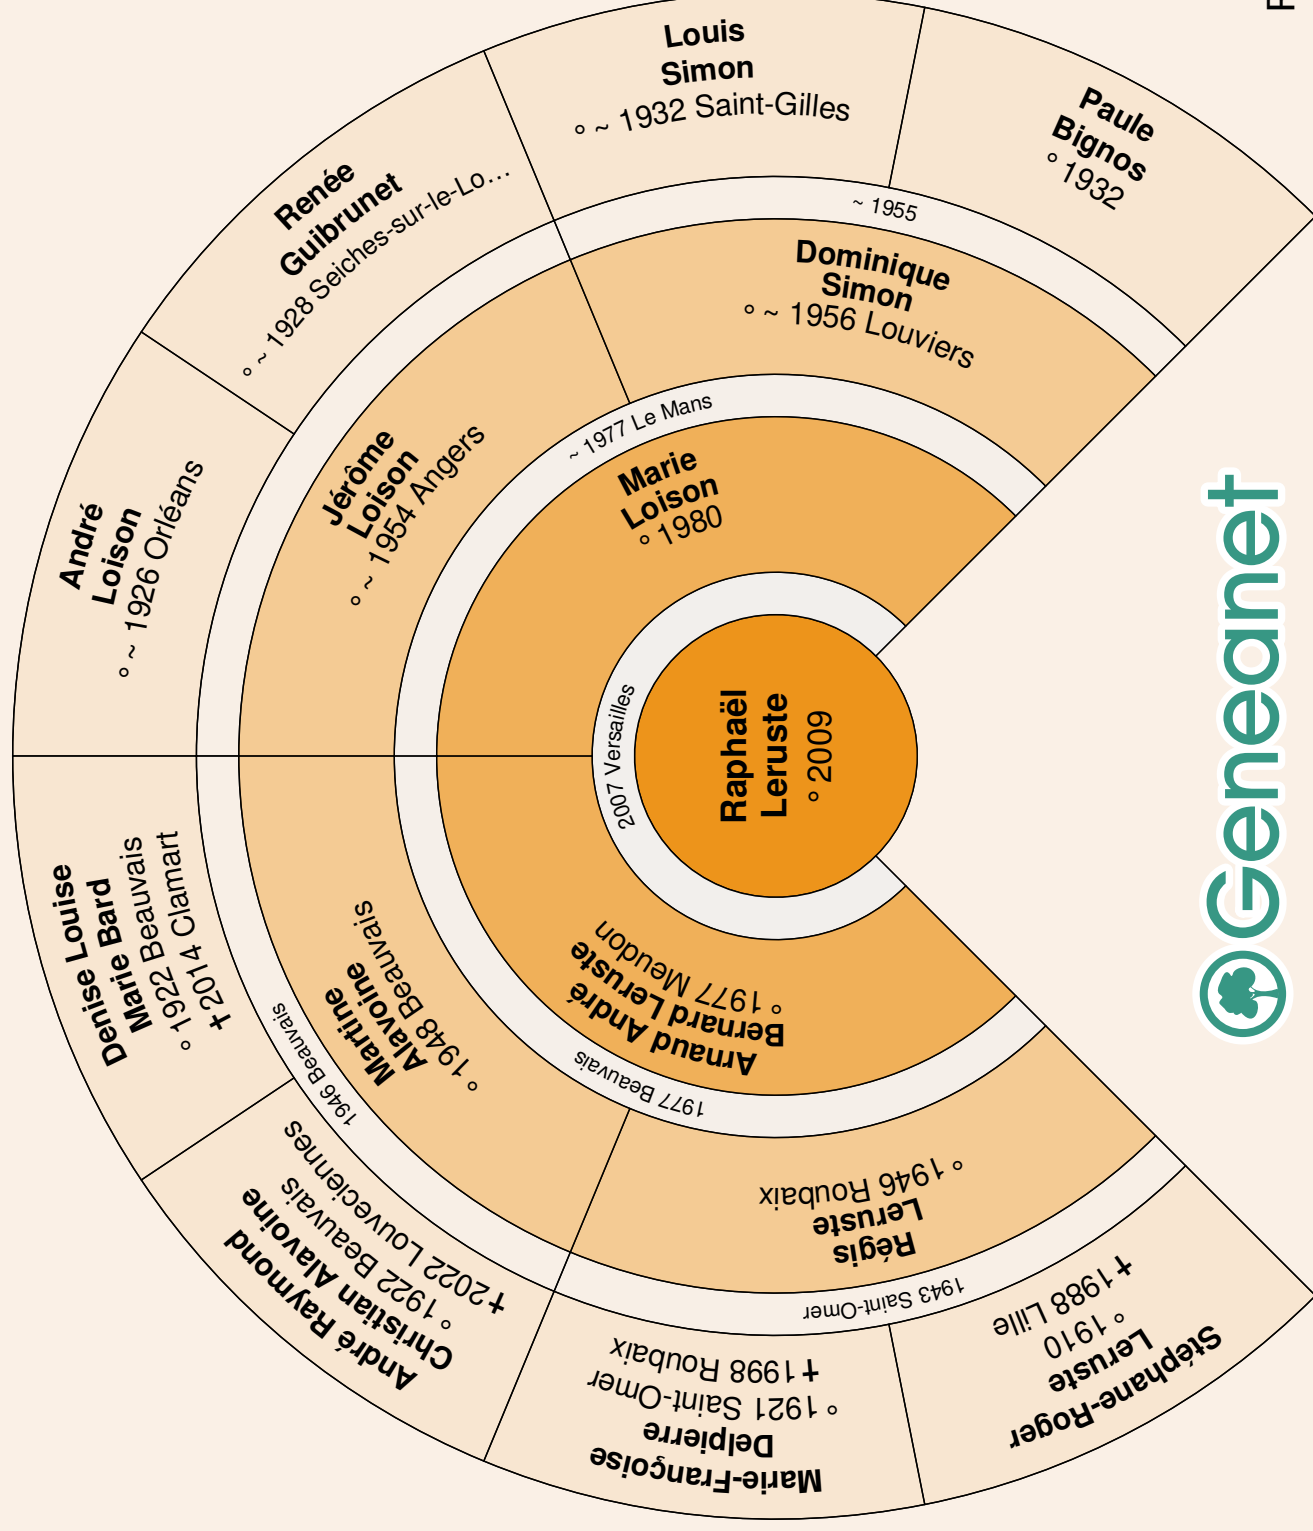 Raphaël
Leruste
° 2009
2007 Versailles
Arnaud André
Bernard Leruste
° 1977 Meudon
Marie
Loison
° 1980
1977 Beauvais
~ 1977 Le Mans
Régis
Leruste
° 1946 Roubaix
Martine
Alavoine
° 1948 Beauvais
Jérôme
Loison
° ~ 1954 Angers
Dominique
Simon
° ~ 1956 Louviers
1943 Saint-Omer
1946 Beauvais
~ 1955
Stéphane-Roger
Leruste
° 1910
✝1988 Lille
Marie-Françoise
Delpierre
° 1921 Saint-Omer
✝1998 Roubaix
André Raymond
Christian Alavoine
° 1922 Beauvais
✝2022 Louveciennes
Denise Louise
Marie Bard
° 1922 Beauvais
✝2014 Clamart
André
Loison
° ~ 1926 Orléans
Renée
Guibrunet
° ~ 1928 Seiches-sur-le-Lo…
Louis
Simon
° ~ 1932 Saint-Gilles
Paule
Bignos
° 1932
Geneanet